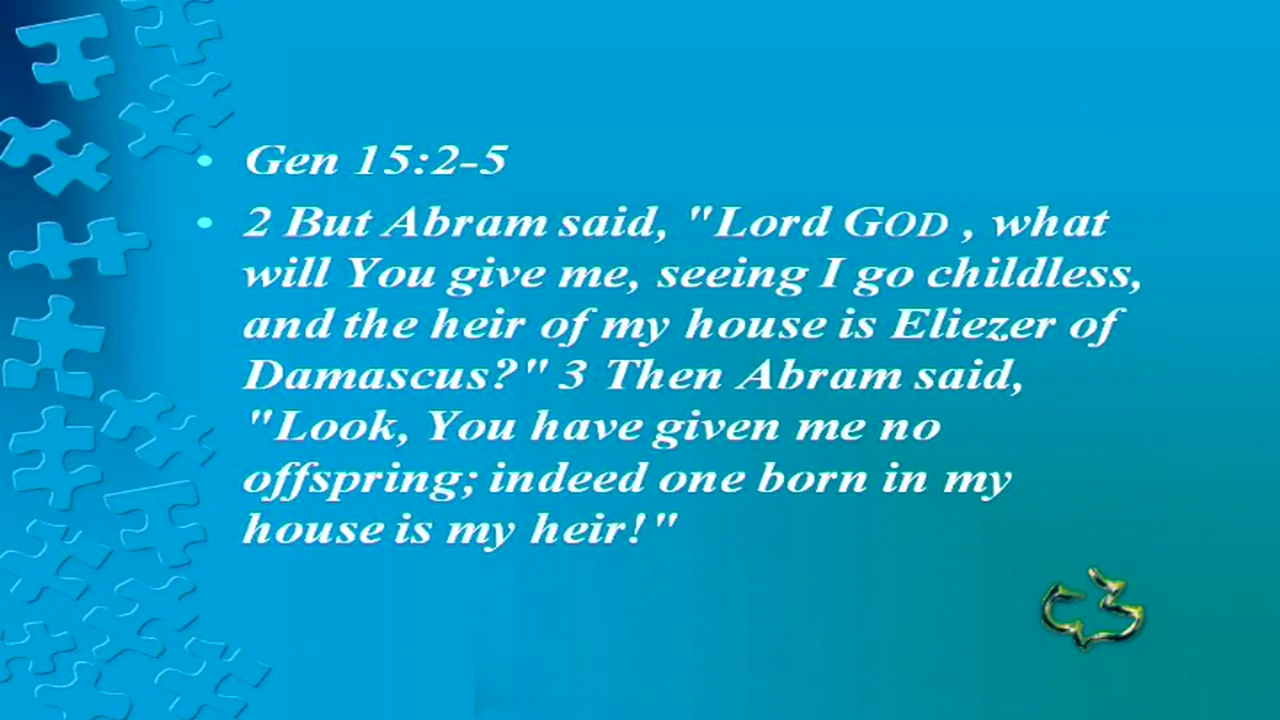 • Gen 15:2-5
• 2 But Abram said, "Lord GOD , what
will You give me, seeing I go childless,
and the heir of my house is Eliezer of
Damascus?" 3 Then Abram said,
"Look, You have given me no
offspring; indeed one born in my
house is my heir!"